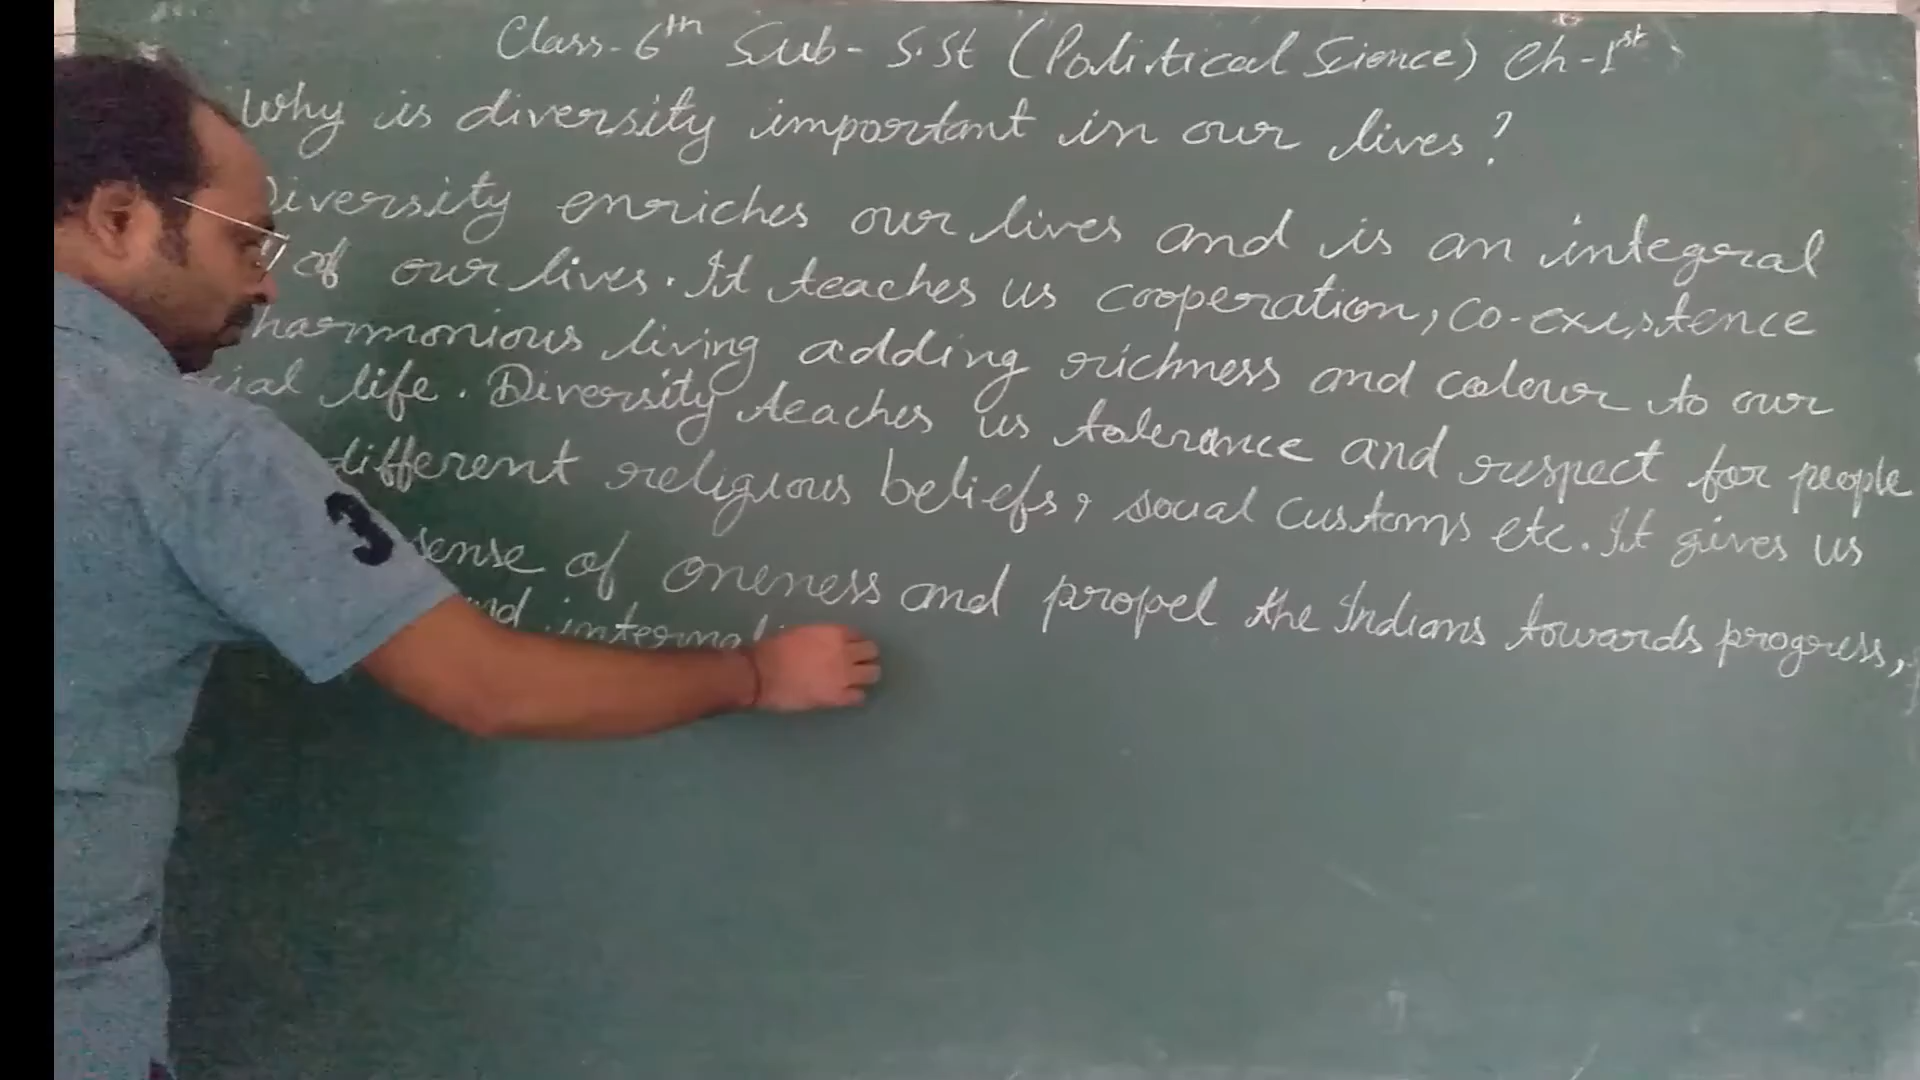 Class-6th Sub- S.St (Political Science) Ch-1st
Why is diversity important in our lives?
Diversity enriches our lives and is an integral
of our lives. It teaches us cooperation, co-existence
harmonious living adding richness and colour to our
life. Diversity teaches us tolerance and respect for people
different religious beliefs, social customs etc. It gives us
sense of oneness and propel the Indians towards progress,
3